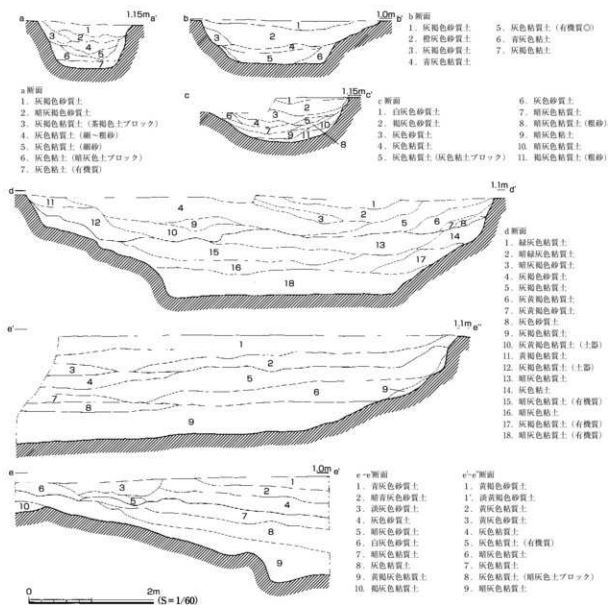 a
1.15m
a'
b
1.0m
b'
c
1.15m
c'
d
1.1m
d'
e'
1.1m
e''
e
1.0m
e'
a断面
1. 灰褐色砂質土
2. 暗灰褐色砂質土
3. 灰褐色粘質土（茶褐色土ブロック）
4. 灰色粘質土（細～粗砂）
5. 灰色粘質土（細砂）
6. 灰色粘土（暗灰色土ブロック）
7. 灰色粘土（有機質）
b断面
1. 灰褐色砂質土
2. 橙灰色砂質土
3. 灰褐色粘質土
4. 青灰色粘質土
5. 灰色粘質土（有機質◎）
6. 青灰色粘土
7. 灰褐色粘土
c断面
1. 白灰色砂質土
2. 褐灰色砂質土
3. 灰色砂質土
4. 灰色粘質土
5. 灰色粘質土（灰色粘土ブロック）
6. 灰色砂質土
7. 暗灰色粘質土
8. 暗灰色粘質土（粗砂）
9. 暗灰色粘土
10. 暗灰色粘質土
11. 褐灰色粘質土（粗砂）
d断面
1. 緑灰色粘質土
2. 暗緑灰色粘質土
3. 暗灰褐色砂質土
4. 灰褐色砂質土
5. 灰褐色粘質土
6. 灰黄褐色粘質土
7. 灰黄褐色砂質土
8. 灰色砂質土
9. 灰褐色粘質土
10. 灰黄褐色粘質土（土器）
11. 黄褐色粘質土
12. 灰褐色粘質土（土器）
13. 暗灰色粘質土
14. 灰色粘土
15. 暗灰色粘質土（有機質）
16. 暗灰色粘土
17. 灰褐色粘質土（有機質）
18. 暗灰色粘質土（有機質）
e-e'断面
1. 青灰色砂質土
2. 暗青灰色砂質土
3. 淡灰色砂質土
4. 灰色砂質土
5. 暗灰色砂質土
6. 白灰色砂質土
7. 暗灰色粘質土
8. 灰色粘質土
9. 黄褐色粘質土
10. 褐灰色粘質土
e'-e''断面
1. 黄褐色砂質土
1'. 淡黄褐色砂質土
2. 黄灰色粘質土
3. 黄灰色砂質土
4. 灰色粘質土
5. 灰色粘質土（有機質）
6. 暗灰色粘質土
7. 灰色粘質土
8. 灰色粘質土（暗灰色土ブロック）
9. 暗灰色粘質土
0
2m
(S=1/60)